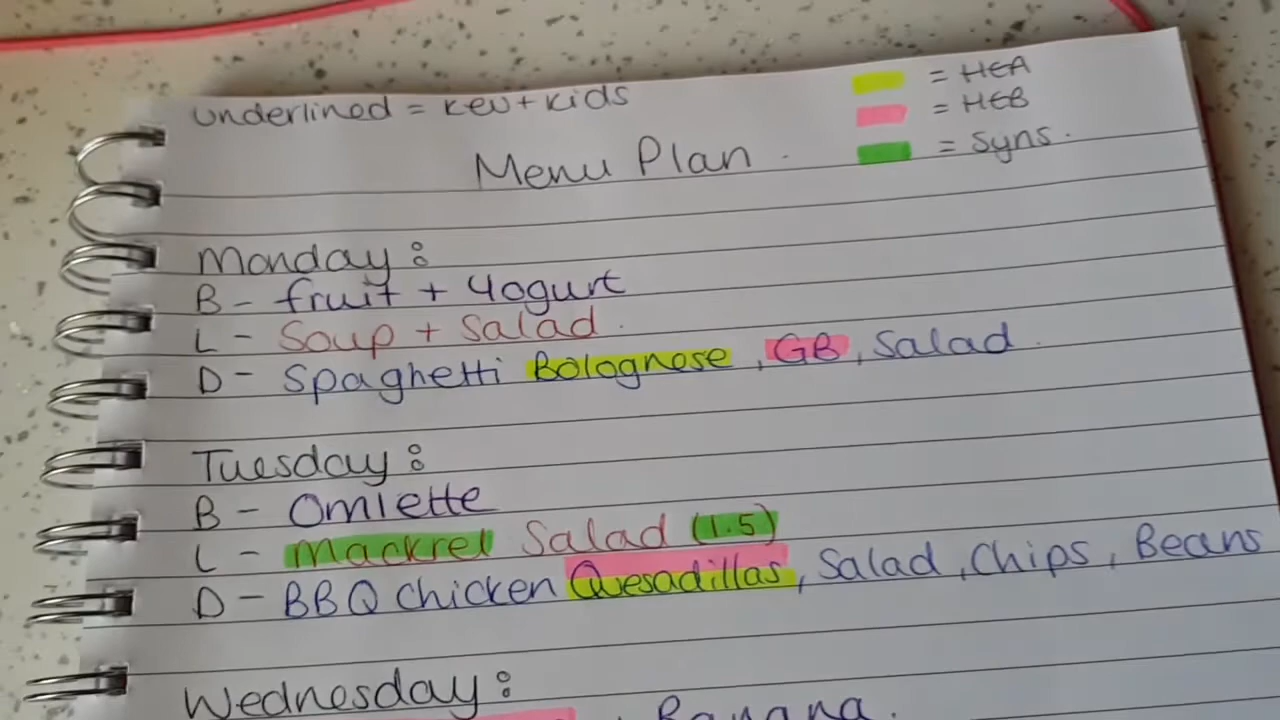 underlined = kev + kids
= HEA
= HEB
= Syns.
Menu Plan.
Monday:
B - fruit + Yogurt
L - Soup + Salad.
D - Spaghetti Bolognese, GB, Salad.
Tuesday:
B - Omlette
L - Mackrel Salad (1.5)
D - BBQ chicken Quesadillas, Salad, Chips, Beans
Wednesday:
Banana.